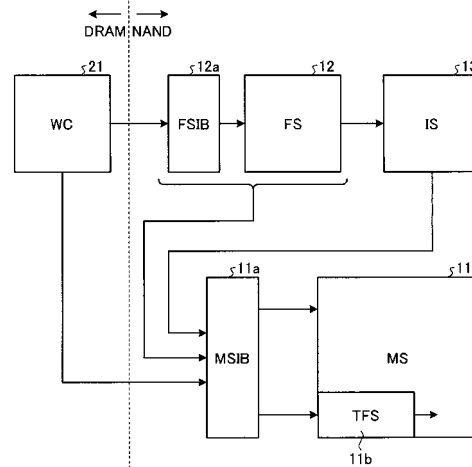 DRAM NAND
21
12a
12
13
WC
FSIB
FS
IS
11a
11
MSIB
MS
TFS
11b